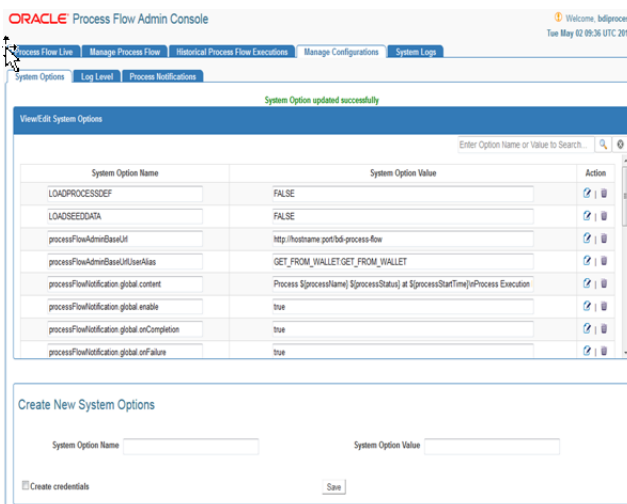 ORACLE Process Flow Admin Console
Welcome, bdiproces
Tue May 02 09:36 UTC 201
Process Flow Live Manage Process Flow Historical Process Flow Executions Manage Configurations System Logs
System Options Log Level Process Notifications
System Option updated successfully
View/Edit System Options
Enter Option Name or Value to Search...
System Option Name System Option Value Action
LOADPROCESSDEF FALSE
LOADSEEDDATA FALSE
processFlowAdminBaseUrl http://hostname:port/bdi-process-flow
processFlowAdminBaseUrlUserAlias GET_FROM_WALLET:GET_FROM_WALLET
processFlowNotification.global.content Process ${processName} ${processStatus} at ${processStartTime}\nProcess Execution
processFlowNotification.global.enable true
processFlowNotification.global.onCompletion true
processFlowNotification.global.onFailure true
Create New System Options
System Option Name System Option Value
Create credentials Save